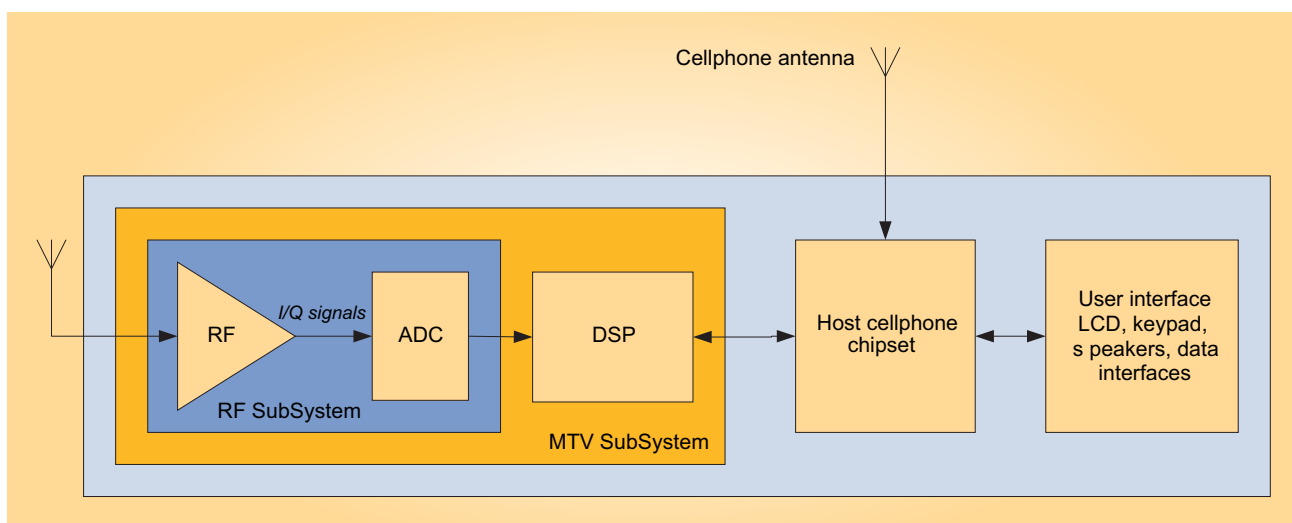 Cellphone antenna
RF
I/Q signals
ADC
RF SubSystem
DSP
MTV SubSystem
Host cellphone
chipset
User interface
LCD, keypad,
s peakers, data
interfaces